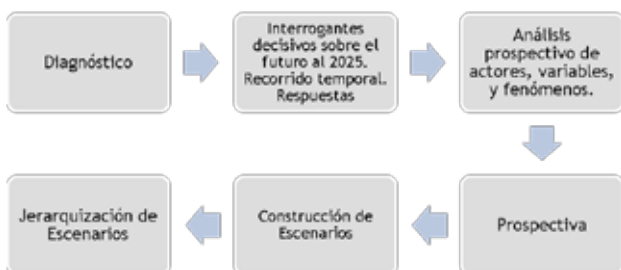 Diagnóstico
Interrogantes
decisivos sobre el
futuro al 2025.
Recorrido temporal.
Respuestas
Análisis
prospectivo de
actores, variables,
y fenómenos.
Prospectiva
Construcción de
Escenarios
Jerarquización de
Escenarios